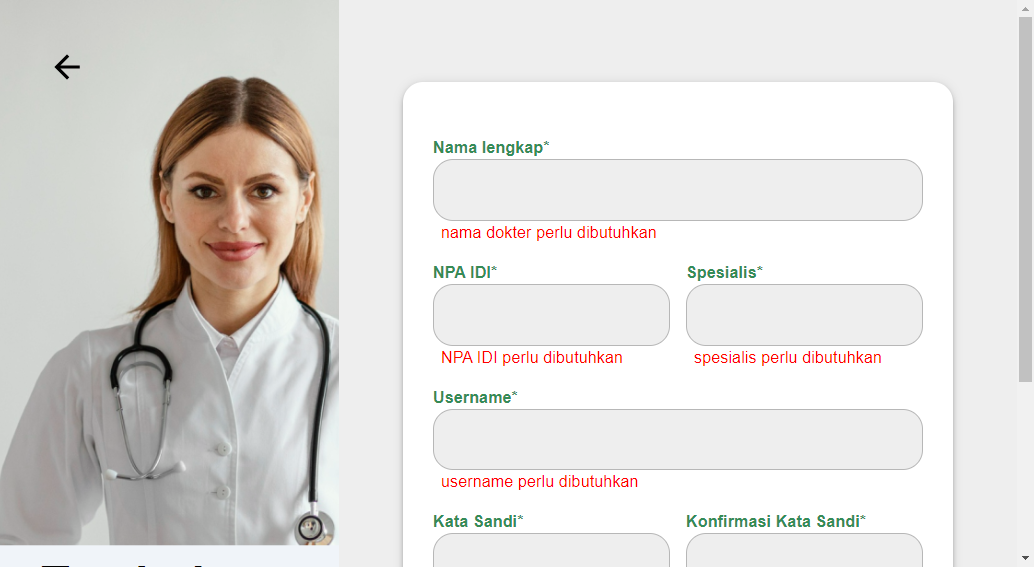 Nama lengkap*
nama dokter perlu dibutuhkan
NPA IDI* Spesialis*
NPA IDI perlu dibutuhkan spesialis perlu dibutuhkan
Username*
username perlu dibutuhkan
Kata Sandi* Konfirmasi Kata Sandi*